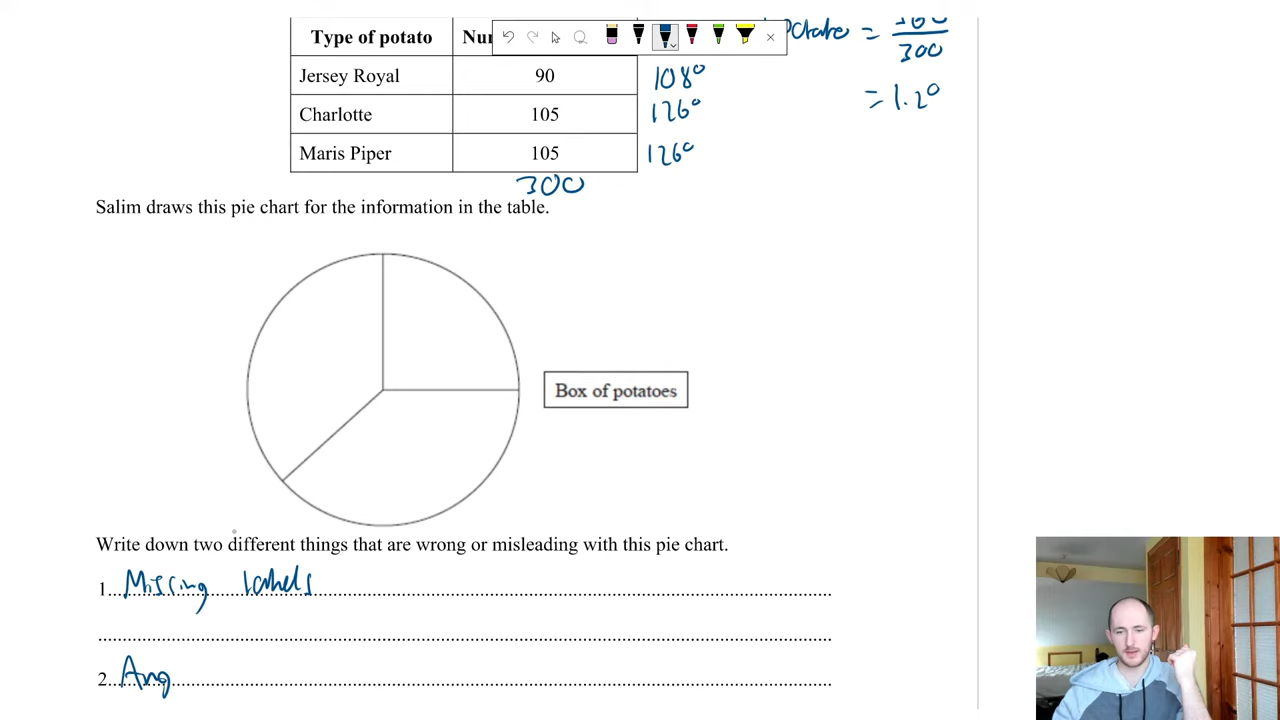 Type of potato Nu
Potato = 360
300
Jersey Royal 90 108°
= 1.2°
Charlotte 105 126°
Maris Piper 105 126°
300
Salim draws this pie chart for the information in the table.
Box of potatoes
Write down two different things that are wrong or misleading with this pie chart.
1. Missing labels
2. Ang